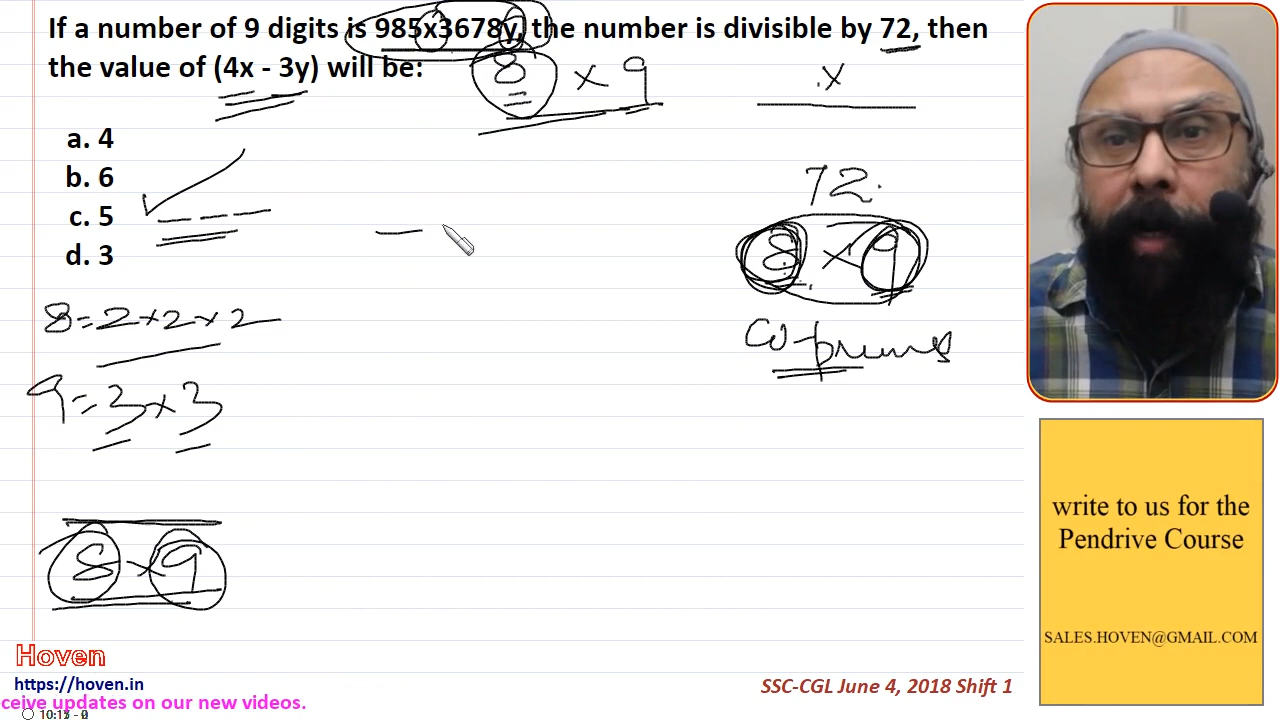 If a number of 9 digits is 985x3678y, the number is divisible by 72, then
the value of (4x - 3y) will be:
8 × 9
x
a. 4
b. 6
c. 5
d. 3
72
8 × 9
co-primes
8 = 2 × 2 × 2
9 = 3 × 3
8 × 9
write to us for the
Pendrive Course
SALES.HOVEN@GMAIL.COM
Hoven
https://hoven.in
ceive updates on our new videos.
SSC-CGL June 4, 2018 Shift 1